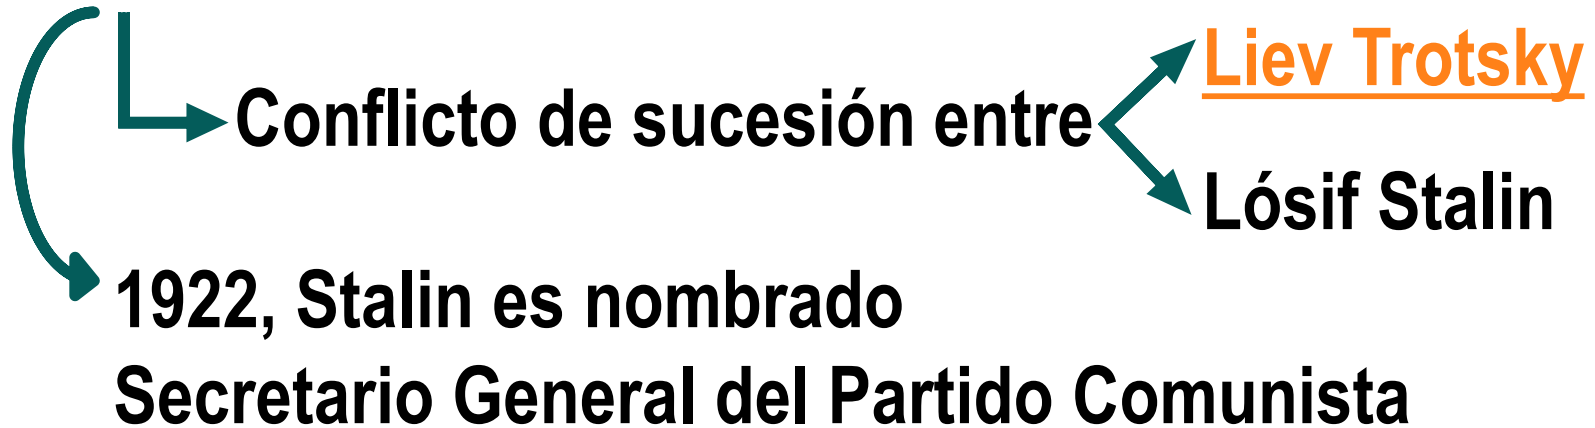 Liev Trotsky
Conflicto de sucesión entre
Lósif Stalin
1922, Stalin es nombrado
Secretario General del Partido Comunista